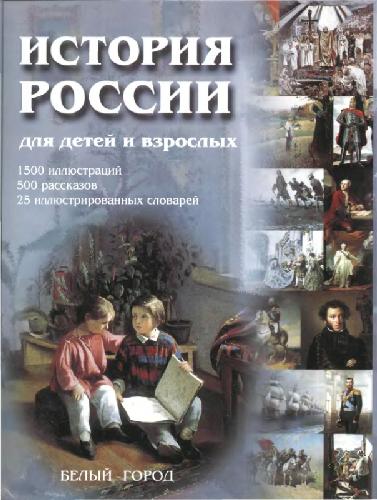 ИСТОРИЯ
РОССИИ
для детей и взрослых
1500 иллюстраций
500 рассказов
25 иллюстрированных словарей
БЕЛЫЙ ГОРОД